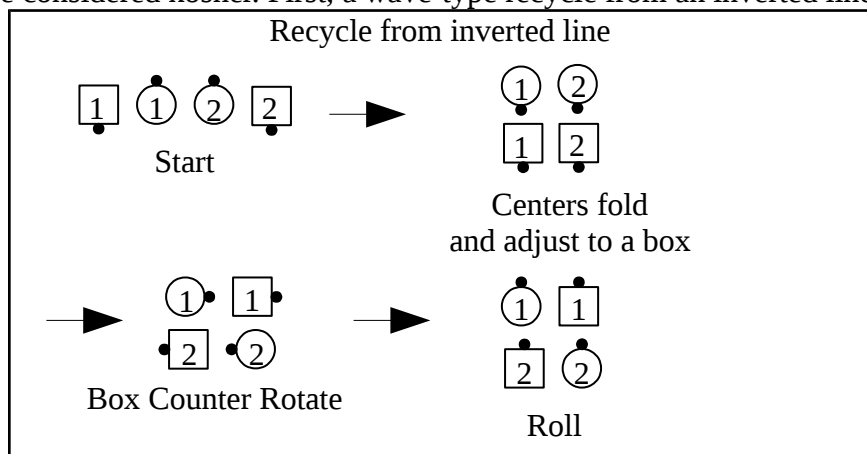 considered First, a wave-type recycle from an inverted
Recycle from inverted line
1 1 2 2
Start
1 2
1 2
Centers fold
and adjust to a box
1 1
2 2
Box Counter Rotate
1 1
2 2
Roll